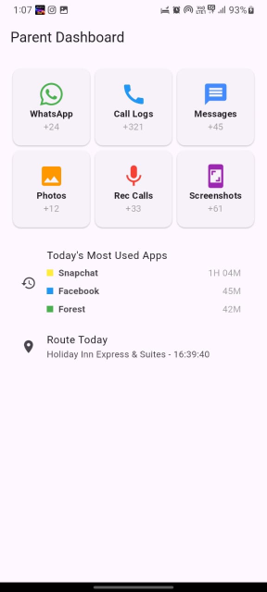 1:07
93%
Parent Dashboard
WhatsApp
+24
Call Logs
+321
Messages
+45
Photos
+12
Rec Calls
+33
Screenshots
+61
Today's Most Used Apps
Snapchat 1H 04M
Facebook 45M
Forest 42M
Route Today
Holiday Inn Express & Suites - 16:39:40